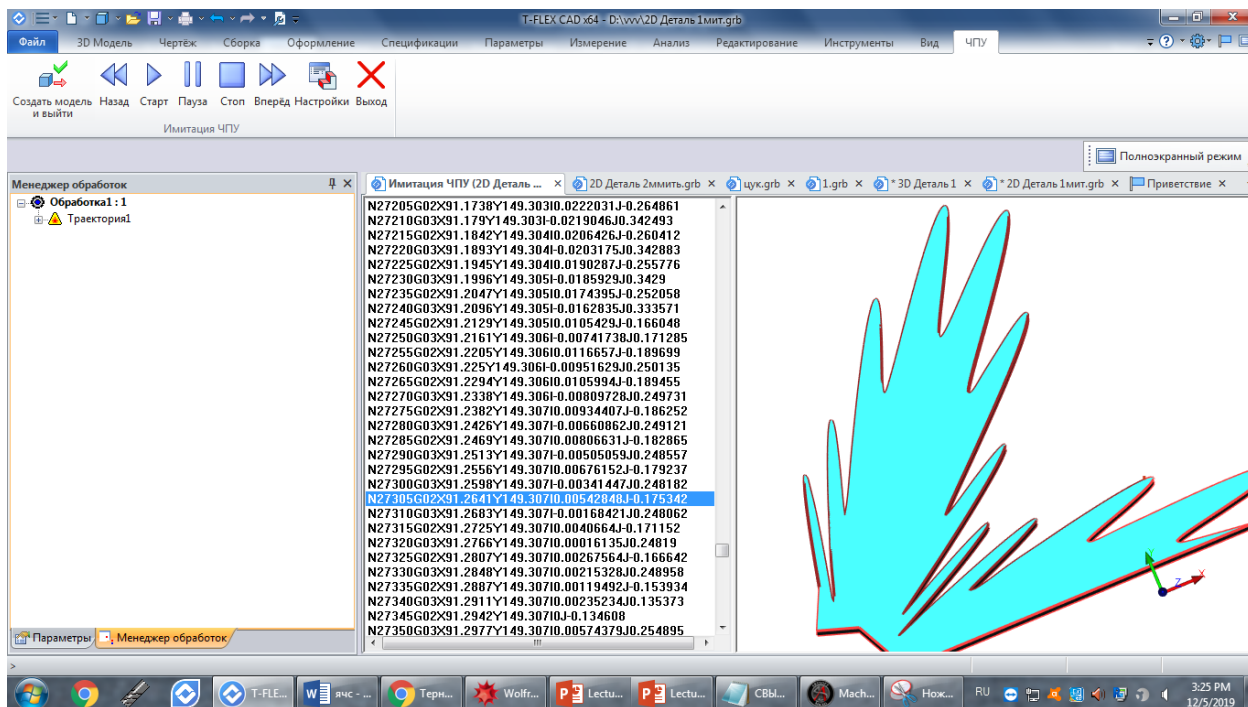 T-FLEX CAD x64 - D:\vvv\2D Деталь 1мит.grb
Файл 3D Модель Чертёж Сборка Оформление Спецификации Параметры Измерение Анализ Редактирование Инструменты Вид ЧПУ
Создать модель и выйти Назад Старт Пауза Стоп Вперёд Настройки Выход
Имитация ЧПУ
Полноэкранный режим
Менеджер обработок
Имитация ЧПУ (2D Деталь ... 2D Деталь 2ммить.grb цук.grb 1.grb * 3D Деталь 1 * 2D Деталь 1мит.grb Приветствие
Обработка1 : 1
Траектория1
N27205G02X91.1738Y149.303I0.0222031J-0.264861
N27210G03X91.179Y149.303I-0.0219046J0.342493
N27215G02X91.1842Y149.304I0.0206426J-0.260412
N27220G03X91.1893Y149.304I-0.0203175J0.342883
N27225G02X91.1945Y149.304I0.0190287J-0.255776
N27230G03X91.1996Y149.305I-0.0185929J0.3429
N27235G02X91.2047Y149.305I0.0174395J-0.252058
N27240G03X91.2096Y149.305I-0.0162835J0.333571
N27245G02X91.2129Y149.305I0.0105429J-0.166048
N27250G03X91.2161Y149.306I-0.00741738J0.171285
N27255G02X91.2205Y149.306I0.0116657J-0.189699
N27260G03X91.225Y149.306I-0.00951629J0.250135
N27265G02X91.2294Y149.306I0.0105994J-0.189455
N27270G03X91.2338Y149.306I-0.00809728J0.249731
N27275G02X91.2382Y149.307I0.00934407J-0.186252
N27280G03X91.2426Y149.307I-0.00660862J0.249121
N27285G02X91.2469Y149.307I0.00806631J-0.182865
N27290G03X91.2513Y149.307I-0.00505059J0.248557
N27295G02X91.2556Y149.307I0.00676152J-0.179237
N27300G03X91.2598Y149.307I-0.00341447J0.248182
N27305G02X91.2641Y149.307I0.00542848J-0.175342
N27310G03X91.2683Y149.307I-0.00168421J0.248062
N27315G02X91.2725Y149.307I0.0040664J-0.171152
N27320G03X91.2766Y149.307I0.00016135J0.24819
N27325G02X91.2807Y149.307I0.00267564J-0.166642
N27330G03X91.2848Y149.307I0.00215328J0.248958
N27335G02X91.2887Y149.307I0.00119492J-0.153934
N27340G03X91.2911Y149.307I0.00235234J0.135373
N27345G02X91.2942Y149.307I0J-0.134608
N27350G03X91.2977Y149.307I0.00574379J0.254895
Y X Z
Параметры Менеджер обработок
>
T-FLE... ячс - ... Терн... Wolfr... Lectu... Lectu... СВЫ... Mach... Нож... RU 3:25 PM
12/5/2019